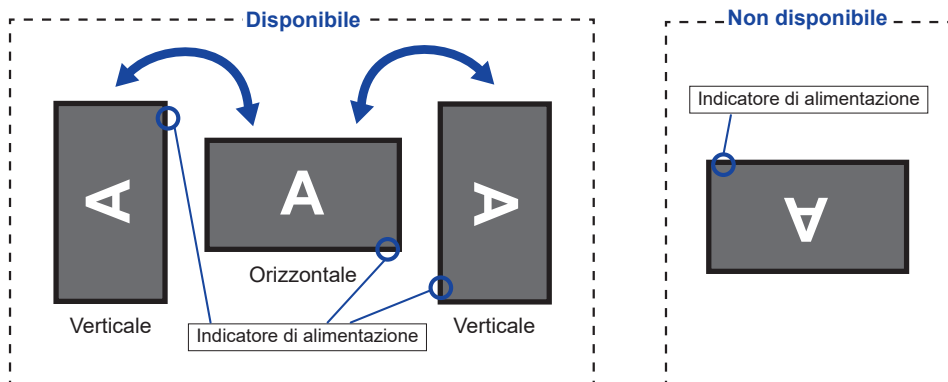 Disponibile
A
A
A
Orizzontale
Verticale
Indicatore di alimentazione
Verticale
Non disponibile
Indicatore di alimentazione
A